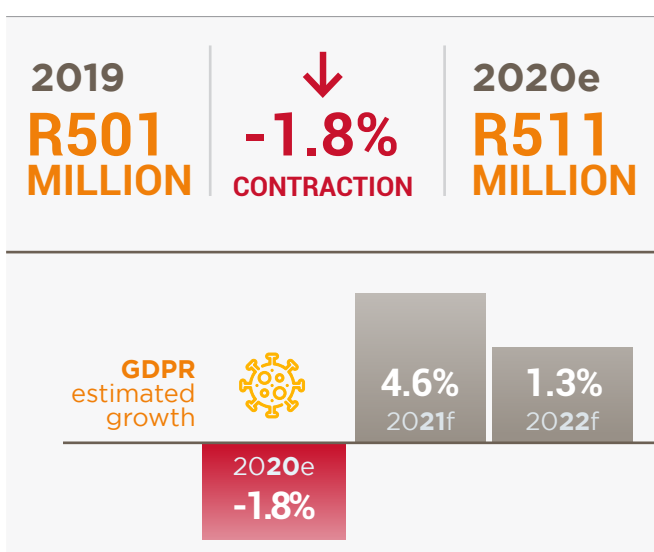 2019
R501
MILLION
-1.8%
CONTRACTION
2020e
R511
MILLION
GDPR
estimated
growth
4.6%
2021f
1.3%
2022f
2020e
-1.8%